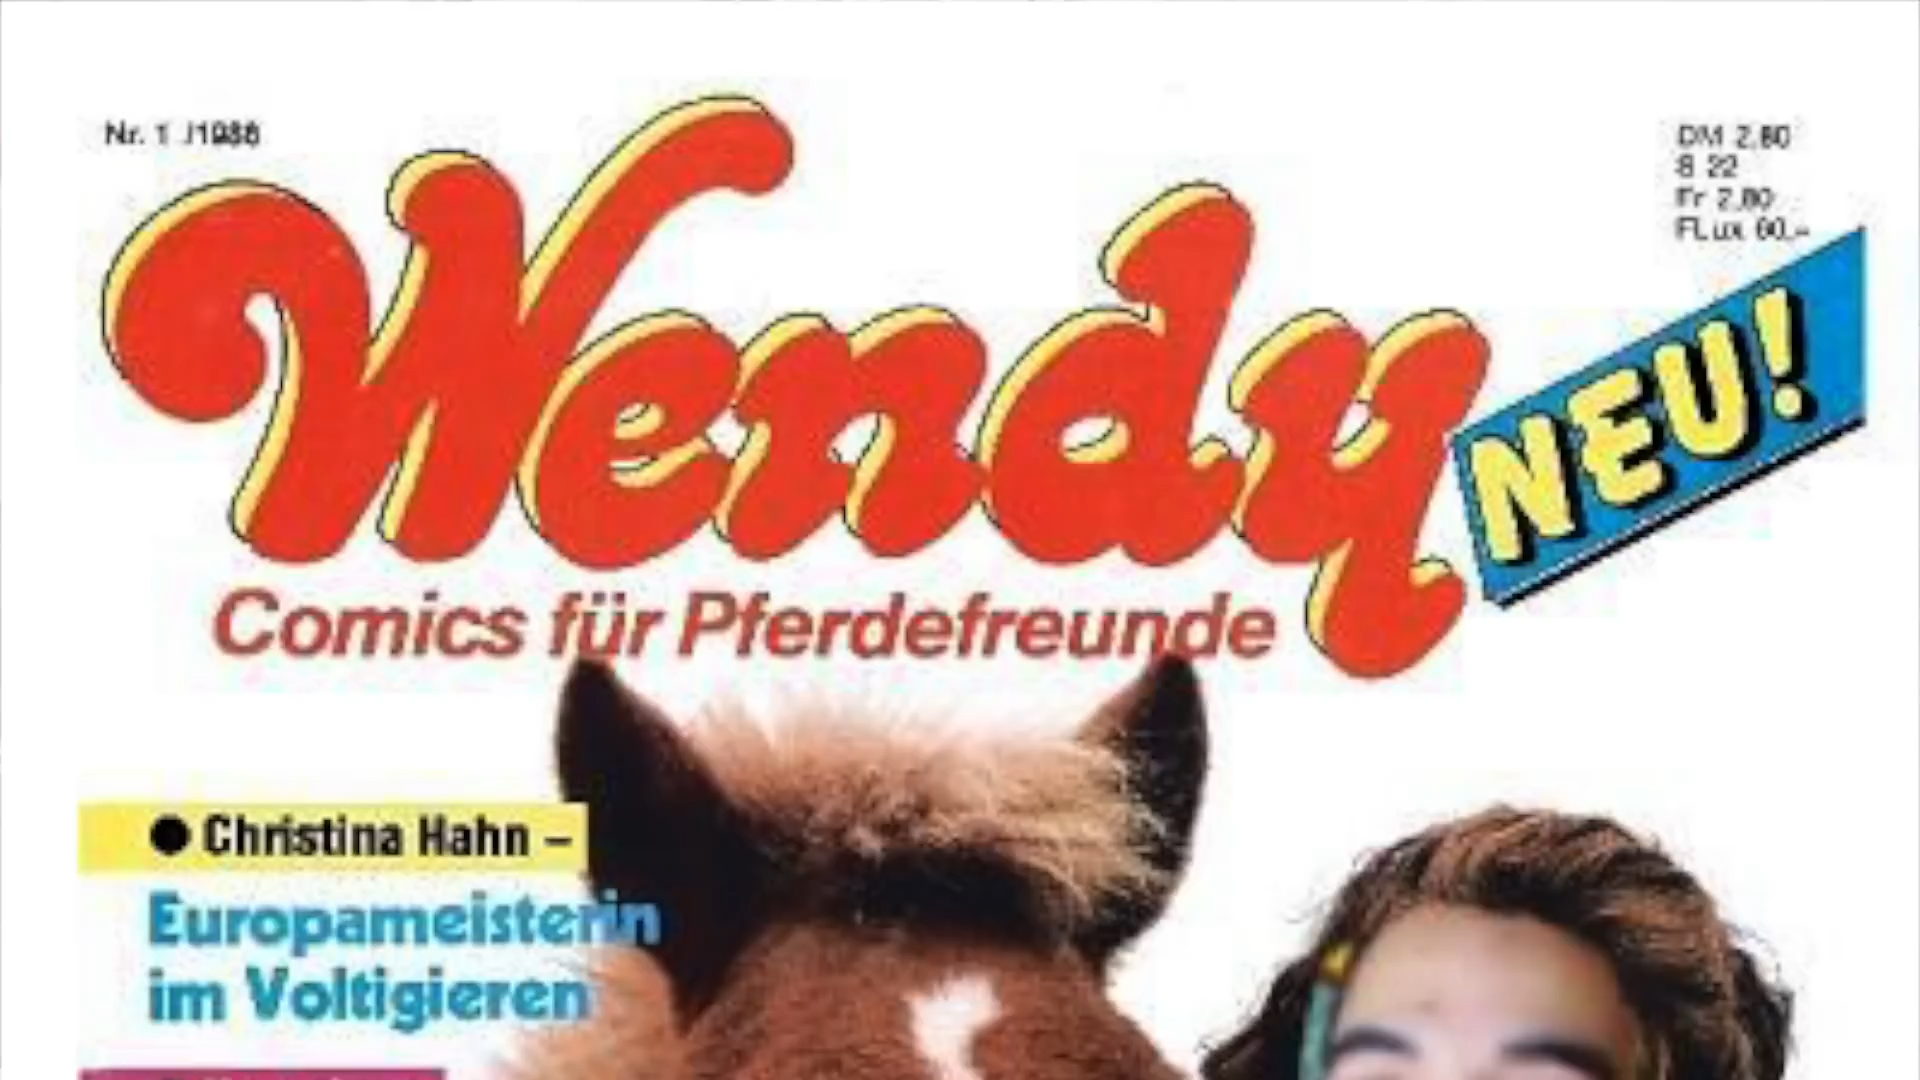 Nr. 1 /1986
DM 2,80
S 22
Fr 2,80
FLux 60,-
Wendy
NEU!
Comics für Pferdefreunde
● Christina Hahn –
Europameisterin
im Voltigieren